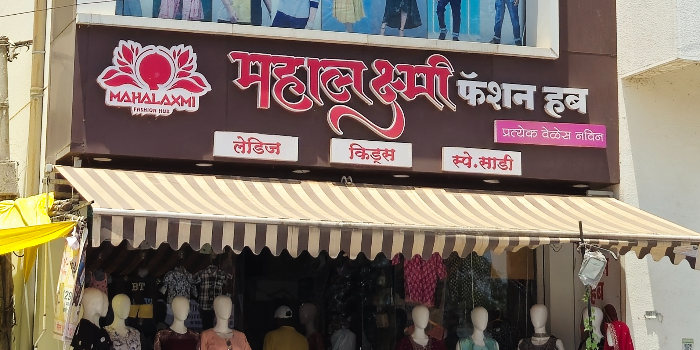 MAHALAXMI
FASHION HUB
महालक्ष्मी फॅशन हब
प्रत्येक वेळेस नविन
लेडिज किड्स स्पे.साडी